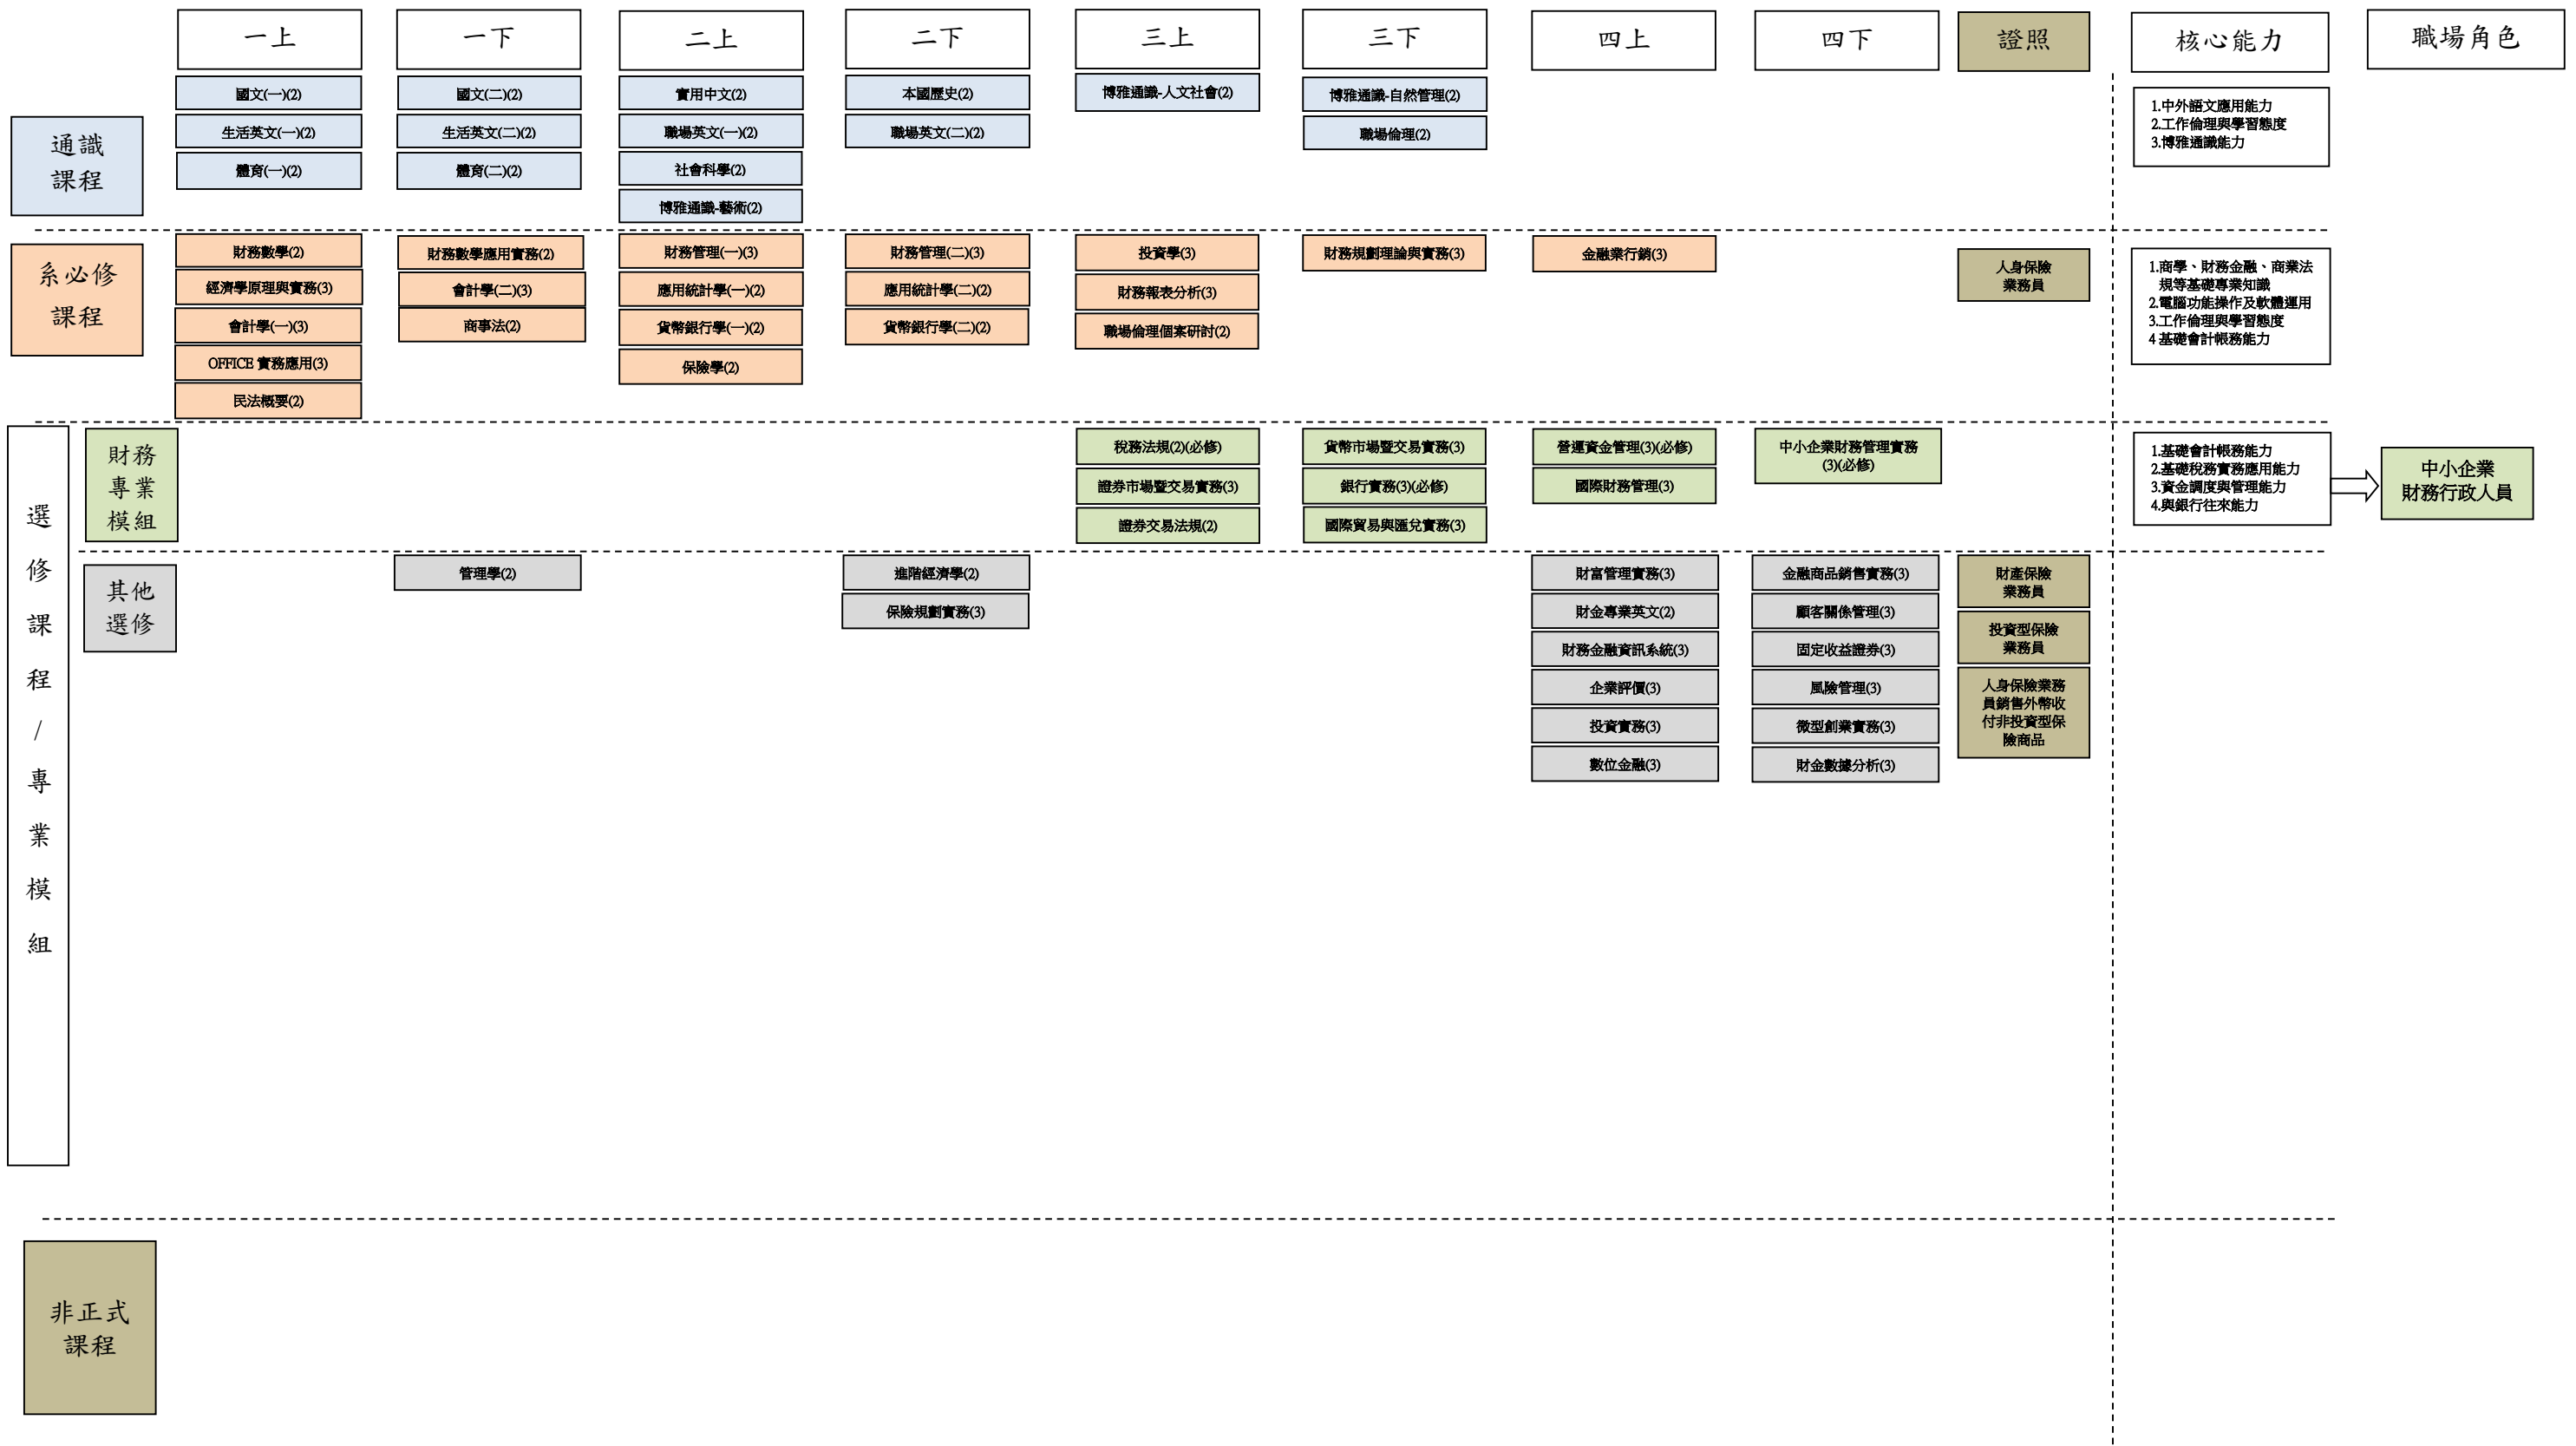 一上
一下
二上
二下
三上
三下
四上
四下
證照
核心能力
職場角色
通識
課程
國文(一)(2)
生活英文(一)(2)
體育(一)(2)
國文(二)(2)
生活英文(二)(2)
體育(二)(2)
實用中文(2)
職場英文(一)(2)
社會科學(2)
博雅通識-藝術(2)
本國歷史(2)
職場英文(二)(2)
博雅通識-人文社會(2)
博雅通識-自然管理(2)
職場倫理(2)
1.中外語文應用能力
2.工作倫理與學習態度
3.博雅通識能力
系必修
課程
財務數學(2)
經濟學原理與實務(3)
會計學(一)(3)
OFFICE 實務應用(3)
民法概要(2)
財務數學應用實務(2)
會計學(二)(3)
商事法(2)
財務管理(一)(3)
應用統計學(一)(2)
貨幣銀行學(一)(2)
保險學(2)
財務管理(二)(3)
應用統計學(二)(2)
貨幣銀行學(二)(2)
投資學(3)
財務報表分析(3)
職場倫理個案研討(2)
財務規劃理論與實務(3)
金融業行銷(3)
人身保險
業務員
1.商學、財務金融、商業法
規等基礎專業知識
2.電腦功能操作及軟體運用
3.工作倫理與學習態度
4 基礎會計帳務能力
選
修
課
程
/
專
業
模
組
財務
專業
模組
稅務法規(2)(必修)
證券市場暨交易實務(3)
證券交易法規(2)
貨幣市場暨交易實務(3)
銀行實務(3)(必修)
國際貿易與匯兌實務(3)
營運資金管理(3)(必修)
國際財務管理(3)
中小企業財務管理實務
(3)(必修)
1.基礎會計帳務能力
2.基礎稅務實務應用能力
3.資金調度與管理能力
4.與銀行往來能力
中小企業
財務行政人員
其他
選修
管理學(2)
進階經濟學(2)
保險規劃實務(3)
財富管理實務(3)
財金專業英文(2)
財務金融資訊系統(3)
企業評價(3)
投資實務(3)
數位金融(3)
金融商品銷售實務(3)
顧客關係管理(3)
固定收益證券(3)
風險管理(3)
微型創業實務(3)
財金數據分析(3)
財產保險
業務員
投資型保險
業務員
人身保險業務
員銷售外幣收
付非投資型保
險商品
非正式
課程